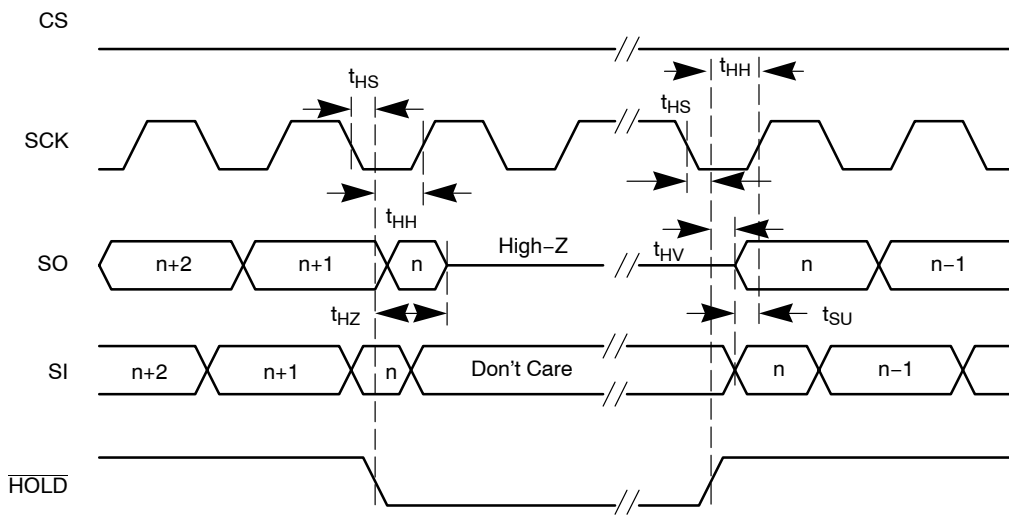 CS
t_HH
t_HS
t_HS
SCK
t_HH
SO
n+2
n+1
n
High−Z
t_HV
n
n−1
t_HZ
t_SU
SI
n+2
n+1
n
Don't Care
n
n−1
HOLD